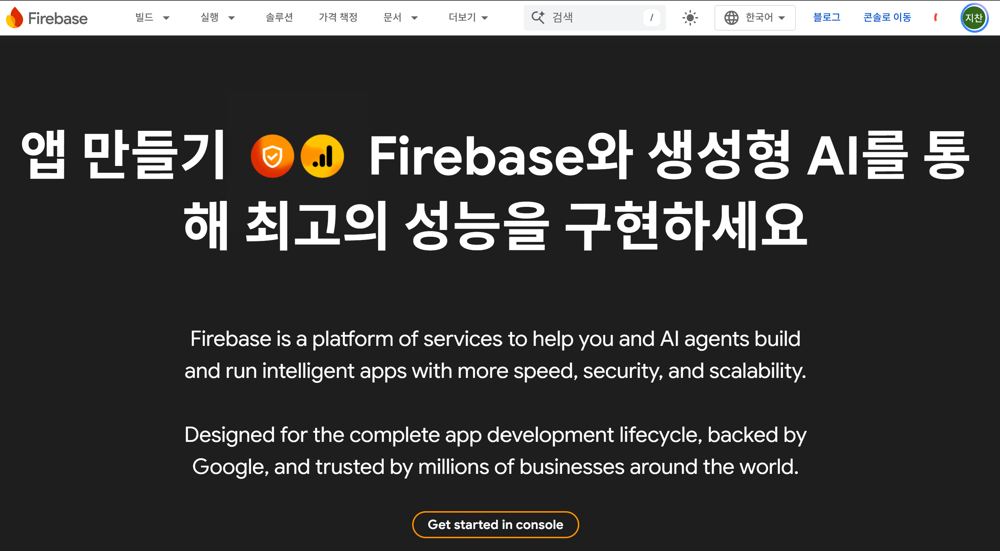 Firebase
빌드
실행
솔루션
가격 책정
문서
더보기
검색
/
한국어
블로그
콘솔로 이동
지찬
앱 만들기 Firebase와 생성형 AI를 통
해 최고의 성능을 구현하세요
Firebase is a platform of services to help you and AI agents build
and run intelligent apps with more speed, security, and scalability.
Designed for the complete app development lifecycle, backed by
Google, and trusted by millions of businesses around the world.
Get started in console